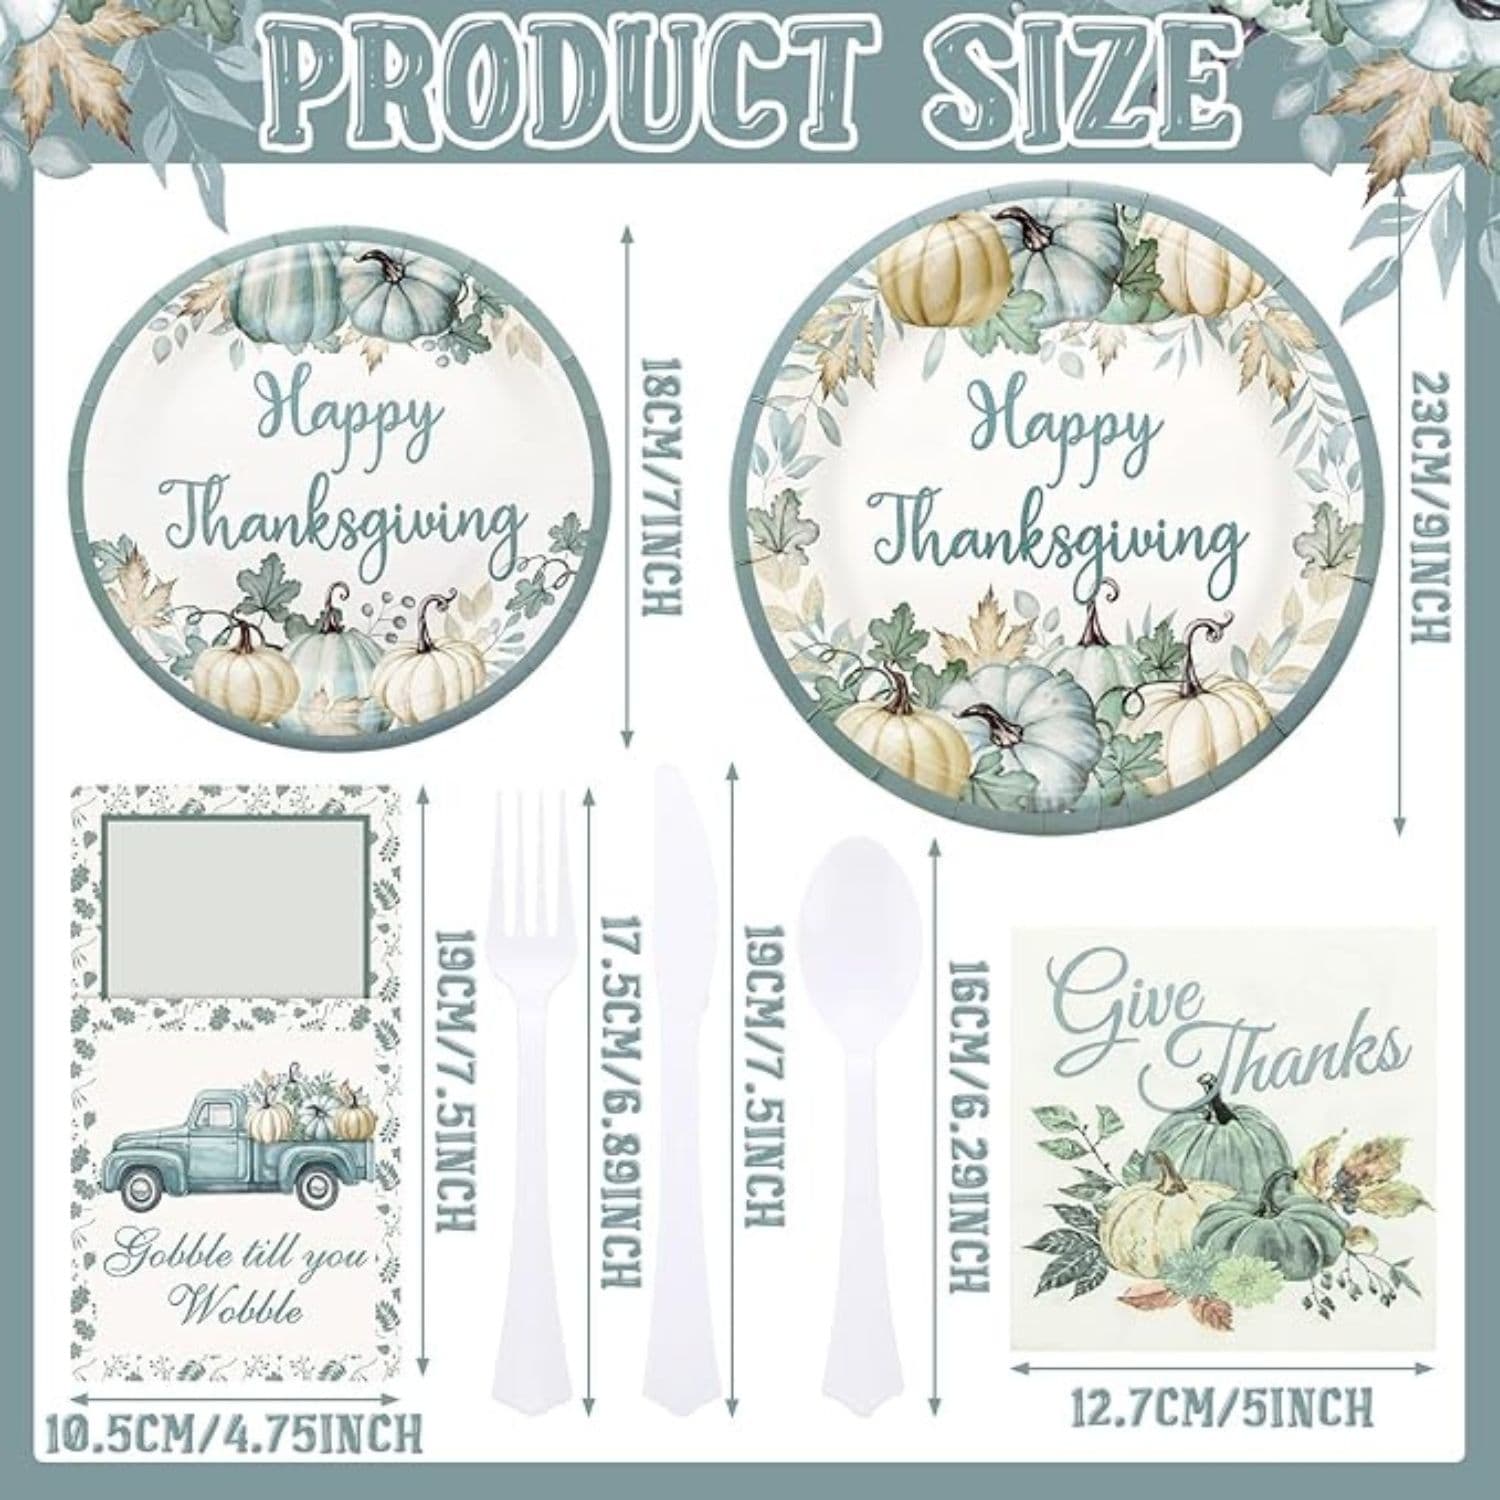 PRODUCT SIZE
Happy
Thanksgiving
18CM/7INCH
Happy
Thanksgiving
23CM/9INCH
Gobble till you
Wobble
19CM/7.5INCH
10.5CM/4.75INCH
17.5CM/6.89INCH
19CM/7.5INCH
16CM/6.29INCH
Give
Thanks
12.7CM/5INCH